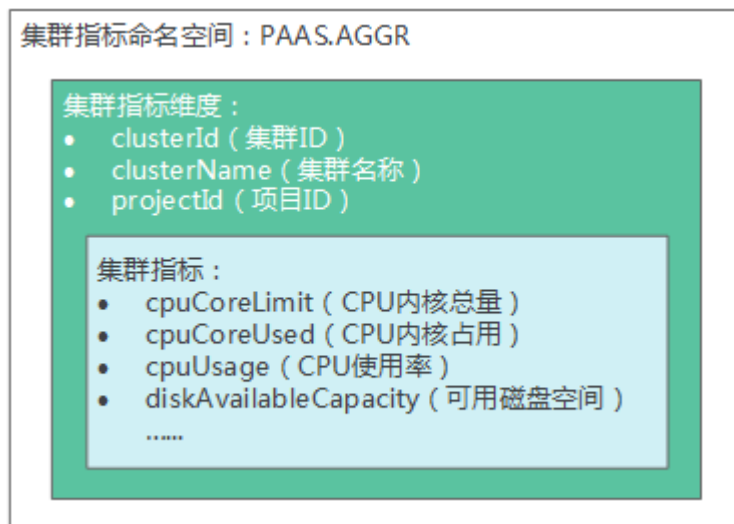 集群指标命名空间：PAAS.AGGR
集群指标维度：
• clusterId（集群ID）
• clusterName（集群名称）
• projectId（项目ID）
集群指标：
• cpuCoreLimit（CPU内核总量）
• cpuCoreUsed（CPU内核占用）
• cpuUsage（CPU使用率）
• diskAvailableCapacity（可用磁盘空间）
……